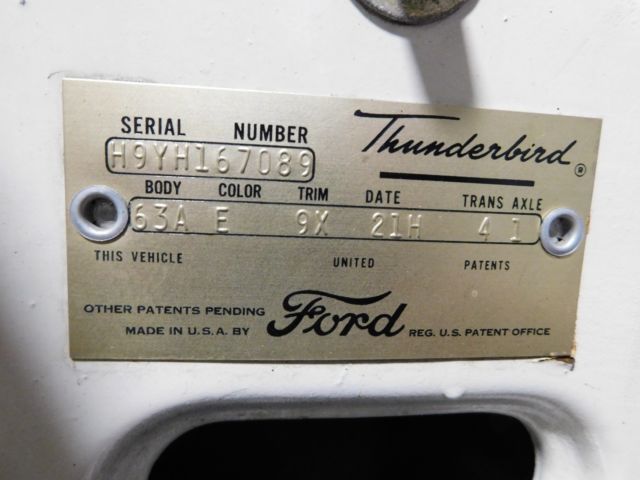 SERIAL NUMBER
Thunderbird®
H9YH167089
BODY COLOR TRIM DATE TRANS AXLE
63A E 9X 21H 4 1
THIS VEHICLE UNITED PATENTS
OTHER PATENTS PENDING
MADE IN U.S.A. BY Ford REG. U.S. PATENT OFFICE